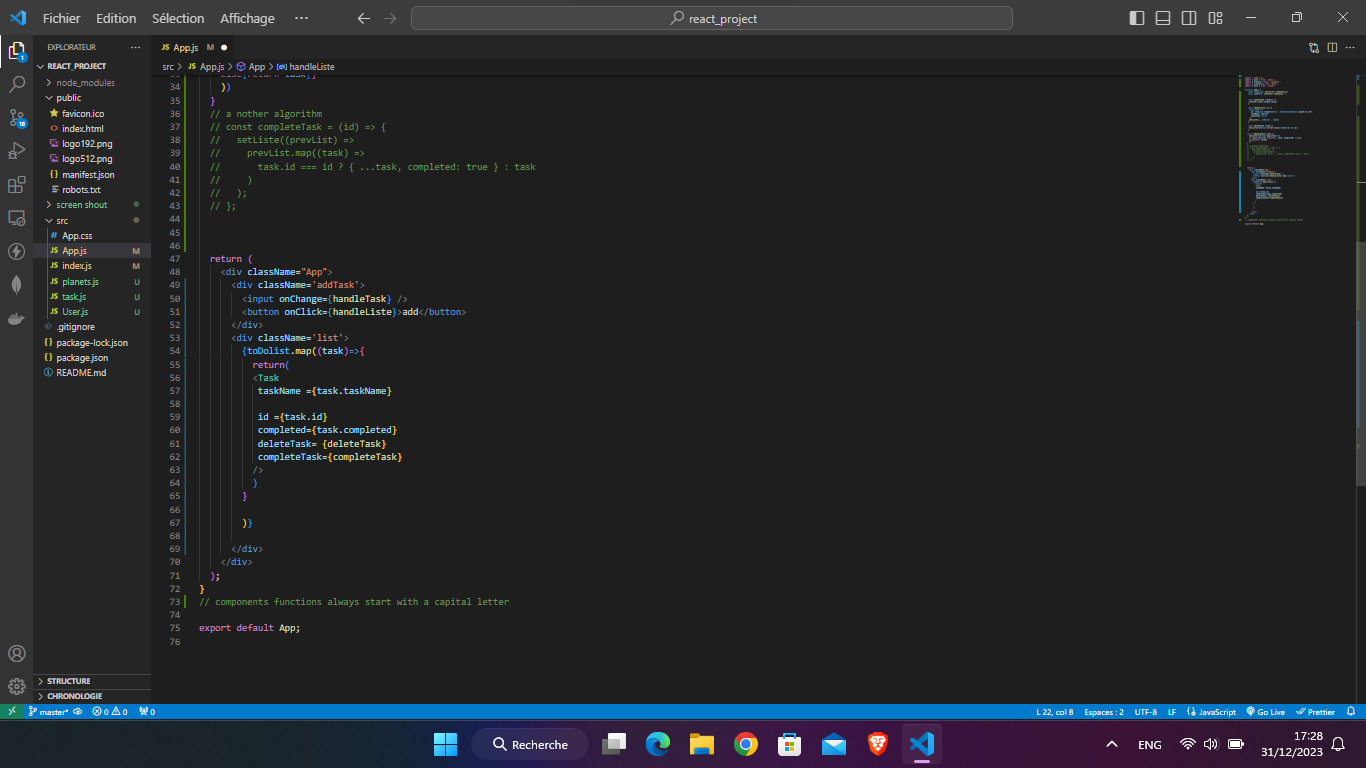 Fichier Edition Sélection Affichage ··· react_project
EXPLORATEUR ···
REACT_PROJECT
node_modules
public
favicon.ico
index.html
logo192.png
logo512.png
manifest.json
robots.txt
screen shout
src
App.css
App.js M
index.js M
planets.js U
task.js U
User.js U
.gitignore
package-lock.json
package.json
README.md
STRUCTURE
CHRONOLOGIE
1
18
JS App.js M
src > JS App.js > App > handleListe
34 ))
35 }
36 // a nother algorithm
37 // const completeTask = (id) => {
38 //   setListe((prevList) =>
39 //     prevList.map((task) =>
40 //       task.id === id ? { ...task, completed: true } : task
41 //     )
42 //   );
43 // };
44
45
46
47 return (
48 <div className="App">
49 <div className='addTask'>
50 <input onChange={handleTask} />
51 <button onClick={handleListe}>add</button>
52 </div>
53 <div className='list'>
54 {toDolist.map((task)=>{
55 return(
56 <Task
57 taskName ={task.taskName}
58
59 id ={task.id}
60 completed={task.completed}
61 deleteTask= {deleteTask}
62 completeTask={completeTask}
63 />
64 )
65 }
66
67 )}
68
69 </div>
70 </div>
71 );
72 }
73 // components functions always start with a capital letter
74
75 export default App;
76
master* 0 0 0 L 22, col 8 Espaces : 2 UTF-8 LF {} JavaScript Go Live Prettier
Recherche ENG 17:28
31/12/2023